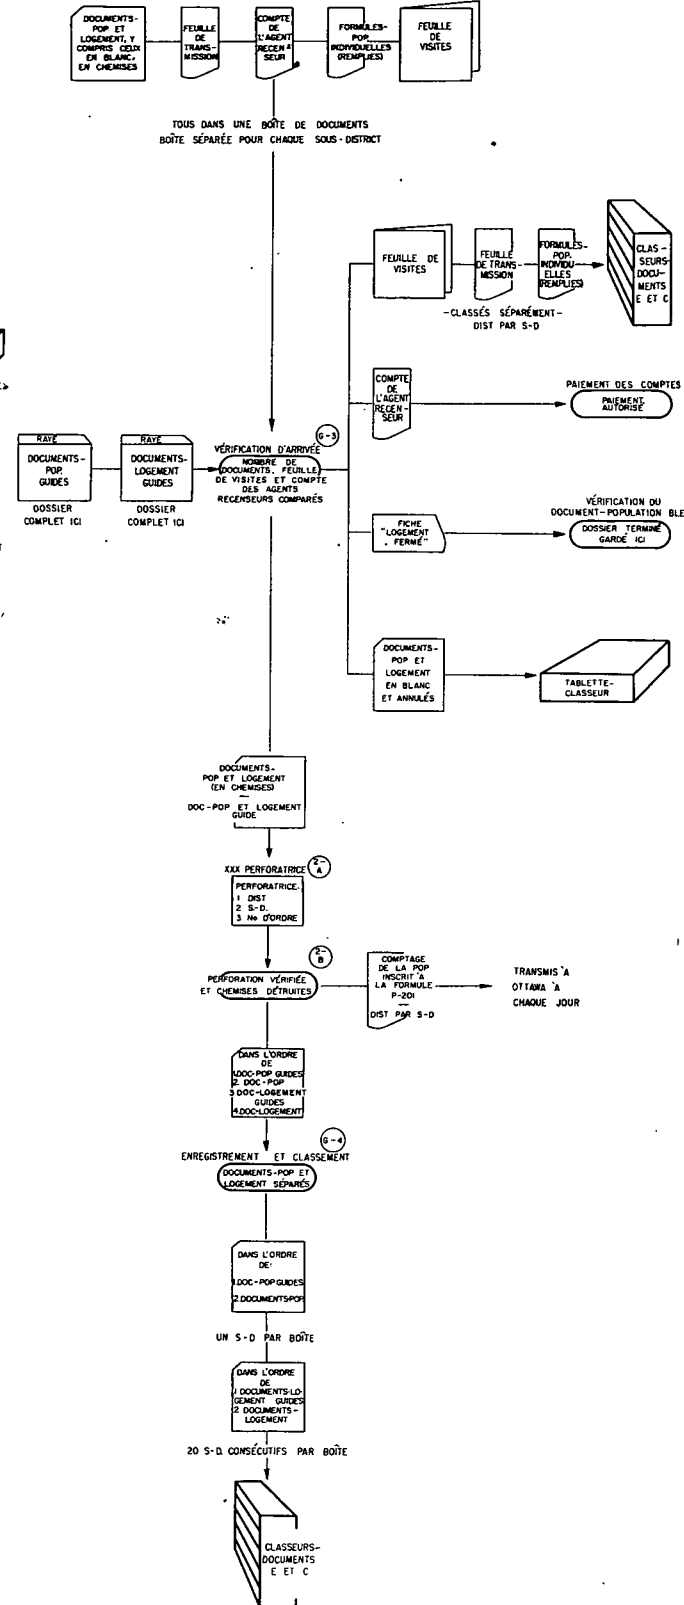 DOCUMENTS-
POP ET
LOGEMENT, Y
COMPRIS CEUX
EN BLANC,
EN CHEMISES
FEUILLE
DE
TRANS-
MISSION
COMPTE
DE
L'AGENT
RECEN-
SEUR
FORMULES-
POP
INDIVIDUELLES
(REMPLIES)
FEUILLE
DE
VISITES
TOUS DANS UNE BOÎTE DE DOCUMENTS
BOÎTE SÉPARÉE POUR CHAQUE SOUS-DISTRICT
FEUILLE DE
VISITES
FEUILLE
DE TRANS-
MISSION
FORMULES-
POP.
INDIVIDU-
ELLES
(REMPLIES)
CLAS-
SEURS-
DOCU-
MENTS
E ET C
-CLASSÉS SÉPARÉMENT-
DIST PAR S-D
COMPTE
DE
L'AGENT
RECEN-
SEUR
PAIEMENT DES COMPTES
PAIEMENT
AUTORISÉ
RAYÉ
DOCUMENTS-
POP.
GUIDES
DOSSIER
COMPLET ICI
RAYÉ
DOCUMENTS-
LOGEMENT
GUIDES
DOSSIER
COMPLET ICI
G-3
VÉRIFICATION D'ARRIVÉE
NOMBRE DE
DOCUMENTS, FEUILLE
DE VISITES ET COMPTE
DES AGENTS
RECENSEURS COMPARÉS
FICHE
"LOGEMENT
FERMÉ"
VÉRIFICATION DU
DOCUMENT-POPULATION BLE
DOSSIER TERMINÉ
GARDÉ ICI
DOCUMENTS-
POP ET
LOGEMENT
EN BLANC
ET ANNULÉS
TABLETTE-
CLASSEUR
DOCUMENTS-
POP ET LOGEMENT
(EN CHEMISES)
—
DOC-POP ET LOGEMENT
GUIDE
2-A
XXX PERFORATRICE
PERFORATRICE:
1 DIST
2 S.-D.
3 No D'ORDRE
2-B
PERFORATION VÉRIFIÉE
ET CHEMISES DÉTRUITES
COMPTAGE
DE LA POP
INSCRIT À
LA FORMULE
P-201
—
DIST PAR S-D
TRANSMIS À
OTTAWA À
CHAQUE JOUR
DANS L'ORDRE
DE
1.DOC-POP GUIDES
2. DOC-POP
3 DOC-LOGEMENT
GUIDES
4.DOC-LOGEMENT
G-4
ENREGISTREMENT ET CLASSEMENT
DOCUMENTS-POP ET
LOGEMENT SÉPARÉS
DANS L'ORDRE
DE:
1.DOC-POP GUIDES
2.DOCUMENTS-POP.
UN S-D PAR BOÎTE
DANS L'ORDRE
DE
1 DOCUMENTS-LO-
GEMENT GUIDES
2 DOCUMENTS-
LOGEMENT
20 S-D. CONSÉCUTIFS PAR BOÎTE
CLASSEURS-
DOCUMENTS
E ET C